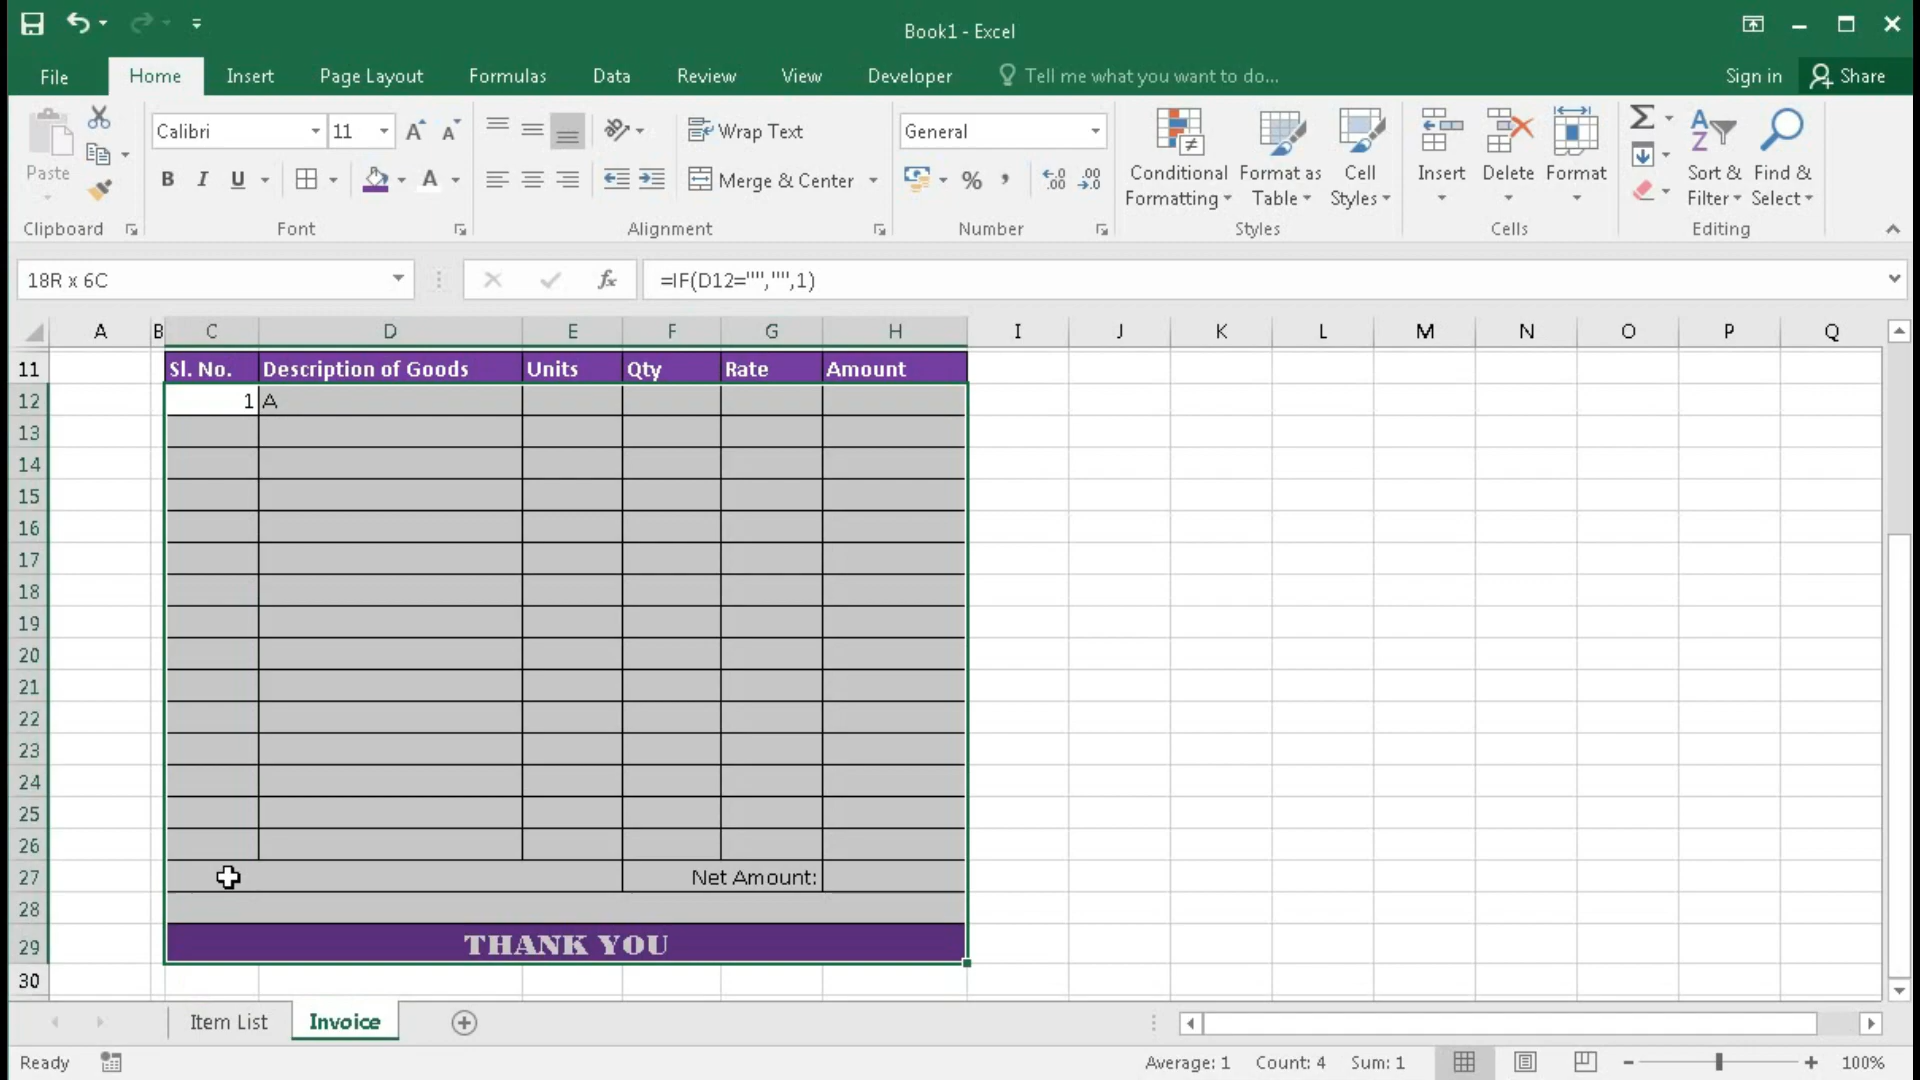 Book1 - Excel
File Home Insert Page Layout Formulas Data Review View Developer Tell me what you want to do... Sign in Share
Paste
Clipboard
Calibri 11
B I U A
Font
Wrap Text
Merge & Center
Alignment
General
% ,
Number
Conditional Formatting
Format as Table
Cell Styles
Styles
Insert Delete Format
Cells
Sort & Filter
Find & Select
Editing
18R x 6C fx =IF(D12="","",1)
A B C D E F G H I J K L M N O P Q
11 Sl. No. Description of Goods Units Qty Rate Amount
12 1 A
13
14
15
16
17
18
19
20
21
22
23
24
25
26
27 Net Amount:
28
29 THANK YOU
30
Item List Invoice
Ready Average: 1 Count: 4 Sum: 1 100%